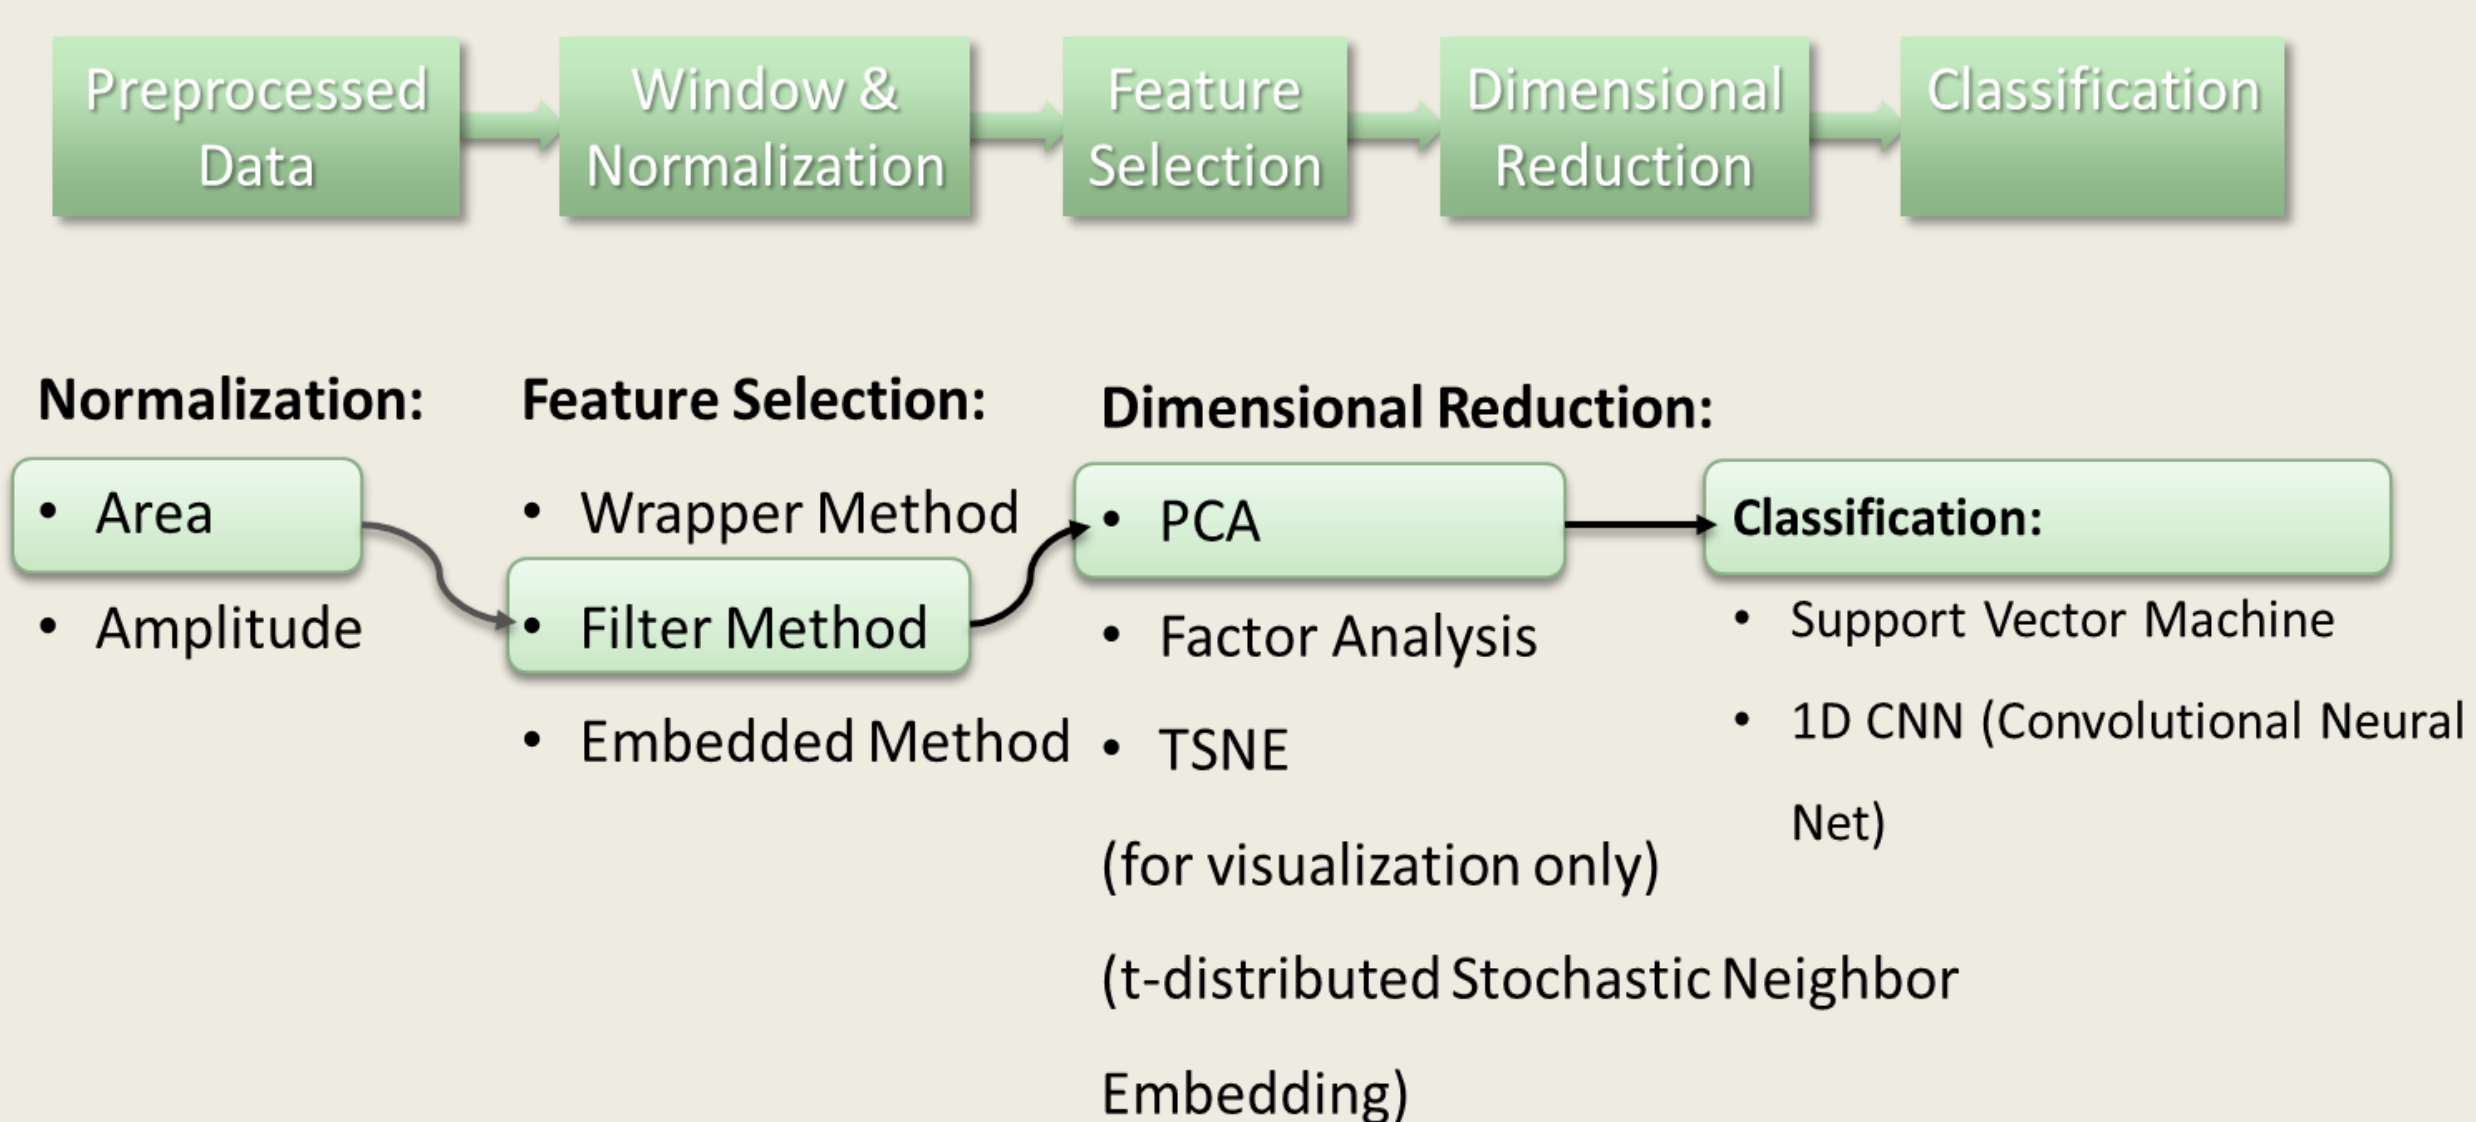 Preprocessed
Data
Window &
Normalization
Feature
Selection
Dimensional
Reduction
Classification
Normalization:
• Area
• Amplitude
Feature Selection:
• Wrapper Method
• Filter Method
• Embedded Method
Dimensional Reduction:
• PCA
• Factor Analysis
• TSNE
(for visualization only)
(t-distributed Stochastic Neighbor
Embedding)
Classification:
• Support Vector Machine
• 1D CNN (Convolutional Neural
Net)